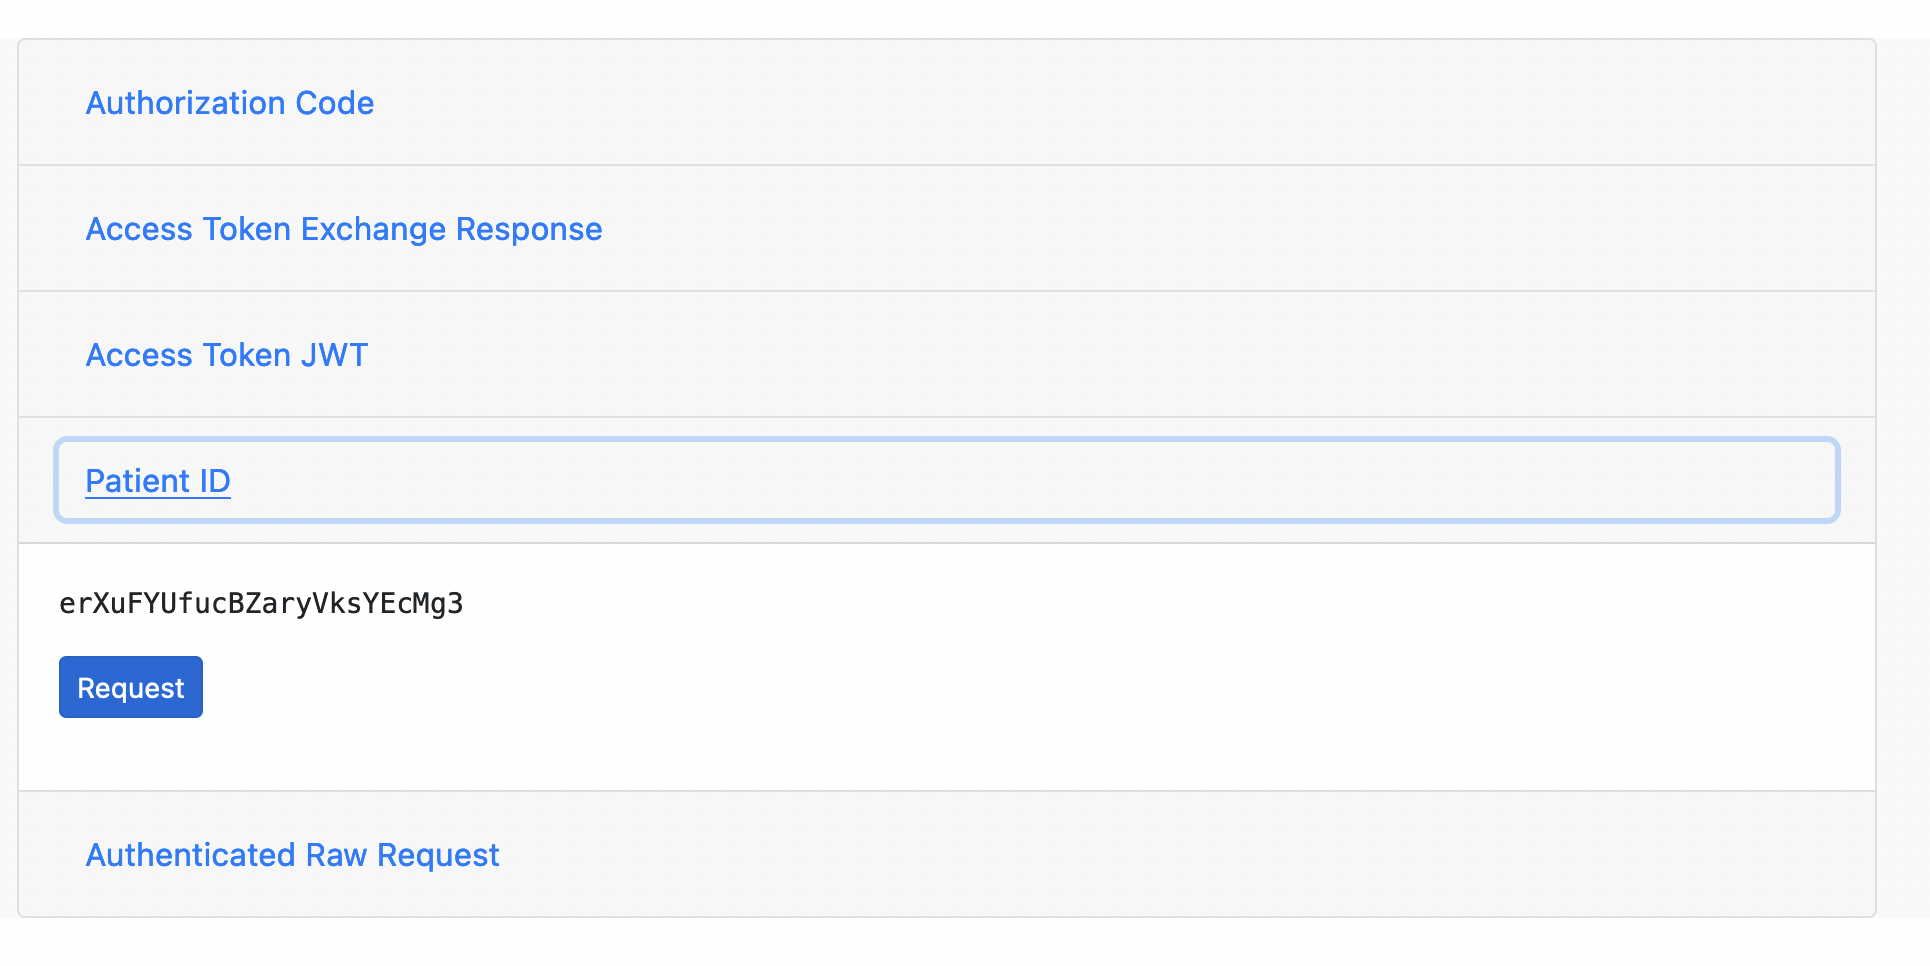 Authorization Code
Access Token Exchange Response
Access Token JWT
Patient ID
erXuFYUfucBZaryVksYEcMg3
Request
Authenticated Raw Request